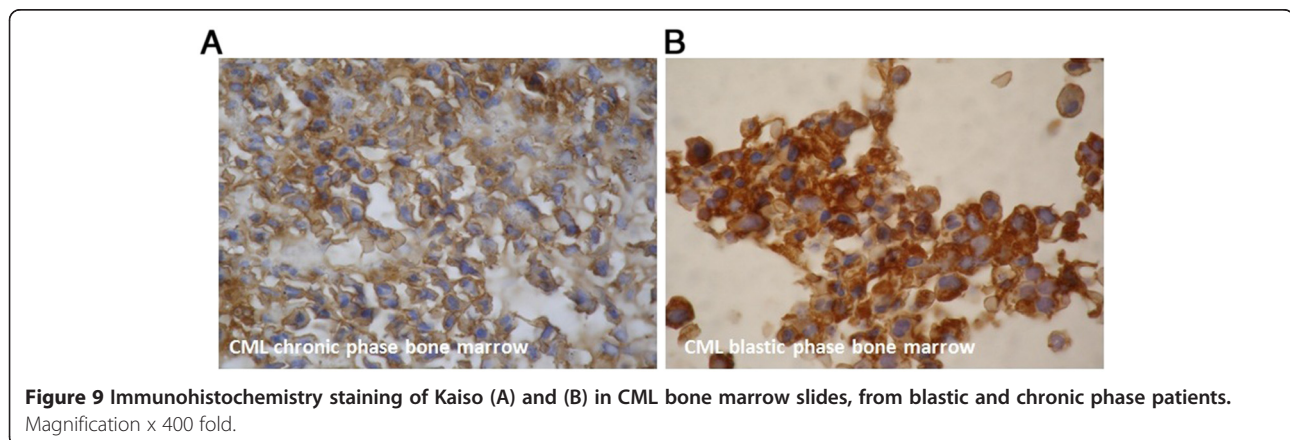 A
B
CML chronic phase bone marrow
CML blastic phase bone marrow
Figure 9 Immunohistochemistry staining of Kaiso (A) and (B) in CML bone marrow slides, from blastic and chronic phase patients.
Magnification x 400 fold.